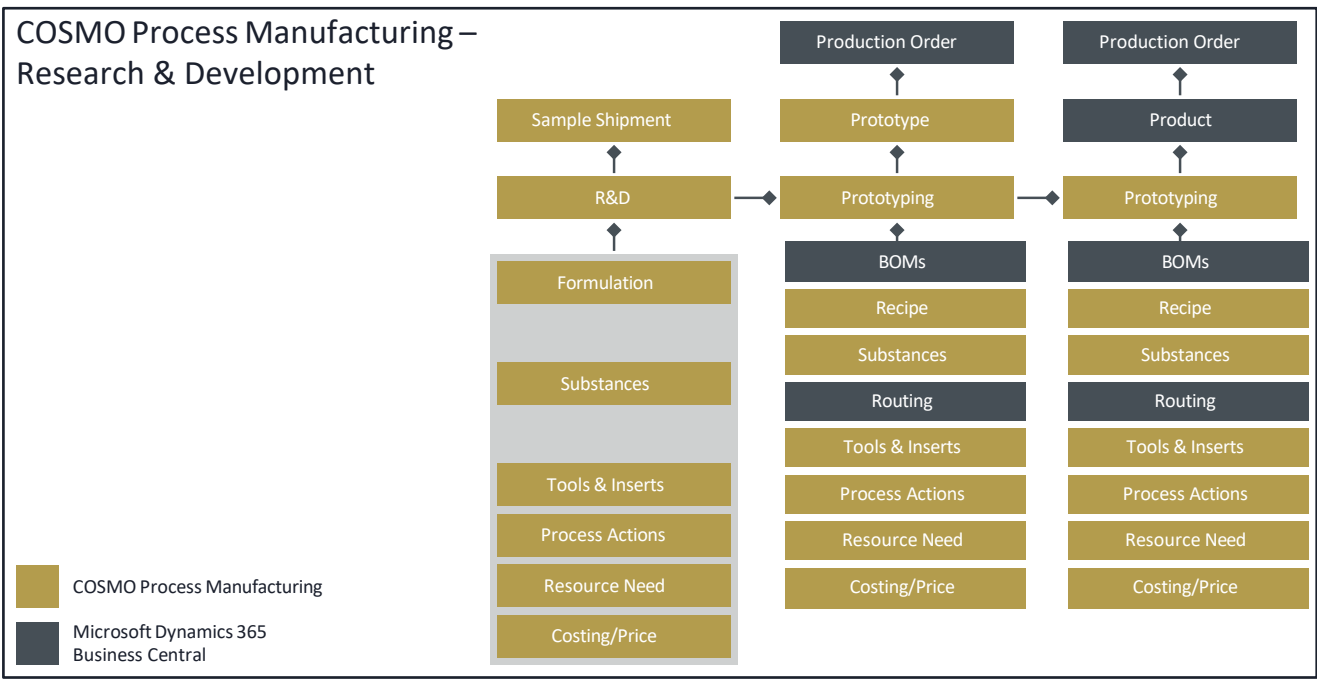 COSMO Process Manufacturing –
Research & Development
Production Order
Production Order
Sample Shipment
Prototype
Product
R&D
Prototyping
Prototyping
Formulation
Substances
Tools & Inserts
Process Actions
Resource Need
Costing/Price
BOMs
Recipe
Substances
Routing
Tools & Inserts
Process Actions
Resource Need
Costing/Price
BOMs
Recipe
Substances
Routing
Tools & Inserts
Process Actions
Resource Need
Costing/Price
COSMO Process Manufacturing
Microsoft Dynamics 365
Business Central